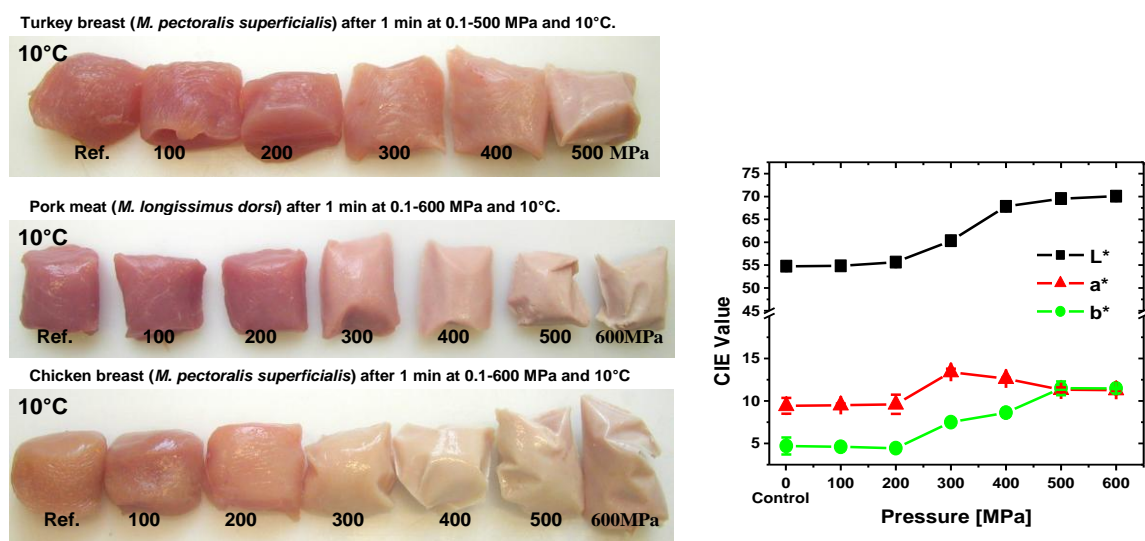 Turkey breast (M. pectoralis superficialis) after 1 min at 0.1-500 MPa and 10°C.
10°C
Ref. 100 200 300 400 500 MPa
Pork meat (M. longissimus dorsi) after 1 min at 0.1-600 MPa and 10°C.
10°C
Ref. 100 200 300 400 500 600MPa
Chicken breast (M. pectoralis superficialis) after 1 min at 0.1-600 MPa and 10°C
10°C
Ref. 100 200 300 400 500 600MPa
CIE Value
75
70
65
60
55
50
45
15
10
5
L*
a*
b*
0 100 200 300 400 500 600
Control
Pressure [MPa]